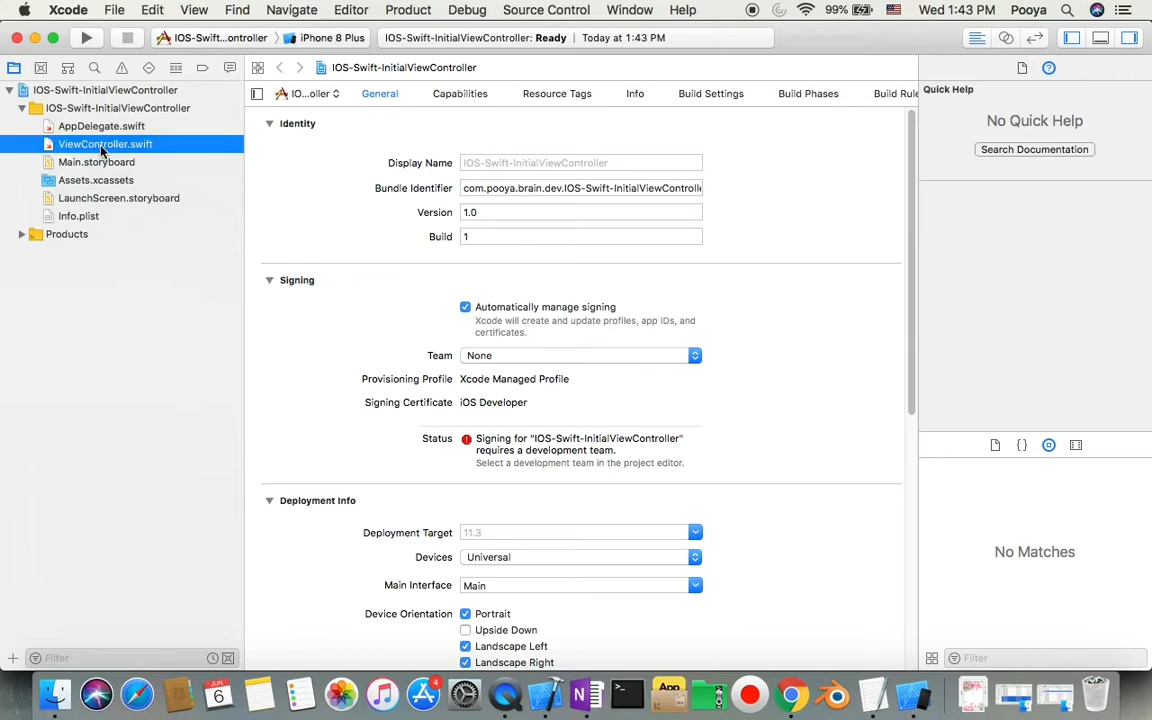 Xcode File Edit View Find Navigate Editor Product Debug Source Control Window Help 99% Wed 1:43 PM Pooya
IOS-Swift...ontroller iPhone 8 Plus IOS-Swift-InitialViewController: Ready Today at 1:43 PM
IOS-Swift-InitialViewController
IOS-Swift-InitialViewController
IOS-Swift-InitialViewController
AppDelegate.swift
ViewController.swift
Main.storyboard
Assets.xcassets
LaunchScreen.storyboard
Info.plist
Products
Filter
IO...oller General Capabilities Resource Tags Info Build Settings Build Phases Build Rule
Identity
Display Name IOS-Swift-InitialViewController
Bundle Identifier com.pooya.brain.dev.IOS-Swift-InitialViewControlle
Version 1.0
Build 1
Signing
Automatically manage signing
Xcode will create and update profiles, app IDs, and
certificates.
Team None
Provisioning Profile Xcode Managed Profile
Signing Certificate iOS Developer
Status Signing for "IOS-Swift-InitialViewController"
requires a development team.
Select a development team in the project editor.
Deployment Info
Deployment Target 11.3
Devices Universal
Main Interface Main
Device Orientation Portrait
Upside Down
Landscape Left
Landscape Right
Quick Help
No Quick Help
Search Documentation
{ }
No Matches
Filter
6
4
App